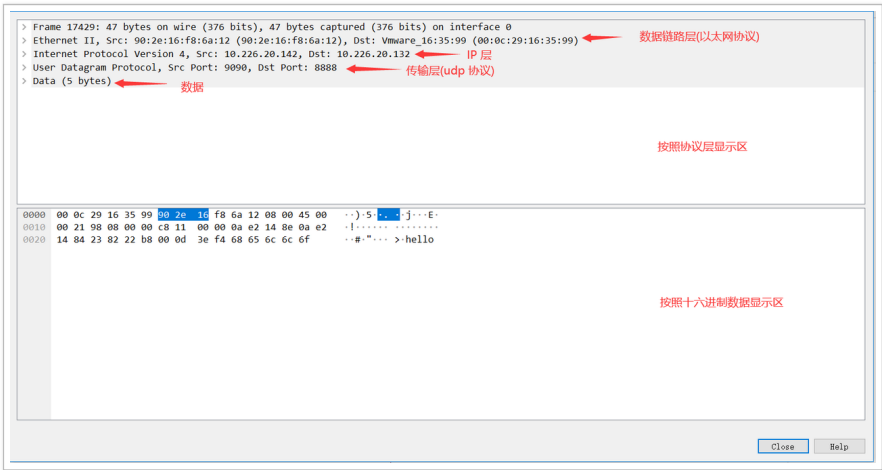 > Frame 17429: 47 bytes on wire (376 bits), 47 bytes captured (376 bits) on interface 0
> Ethernet II, Src: 90:2e:16:f8:6a:12 (90:2e:16:f8:6a:12), Dst: Vmware_16:35:99 (00:0c:29:16:35:99) 数据链路层(以太网协议)
> Internet Protocol Version 4, Src: 10.226.20.142, Dst: 10.226.20.132 IP 层
> User Datagram Protocol, Src Port: 9090, Dst Port: 8888 传输层(udp 协议)
> Data (5 bytes) 数据
按照协议层显示区
0000 00 0c 29 16 35 99 90 2e 16 f8 6a 12 08 00 45 00 ··)·5··. ·j···E·
0010 00 21 98 08 00 00 c8 11 00 00 0a e2 14 8e 0a e2 ·!······ ········
0020 14 84 23 82 22 b8 00 0d 3e f4 68 65 6c 6c 6f ··#·"··· >·hello
按照十六进制数据显示区
Close Help